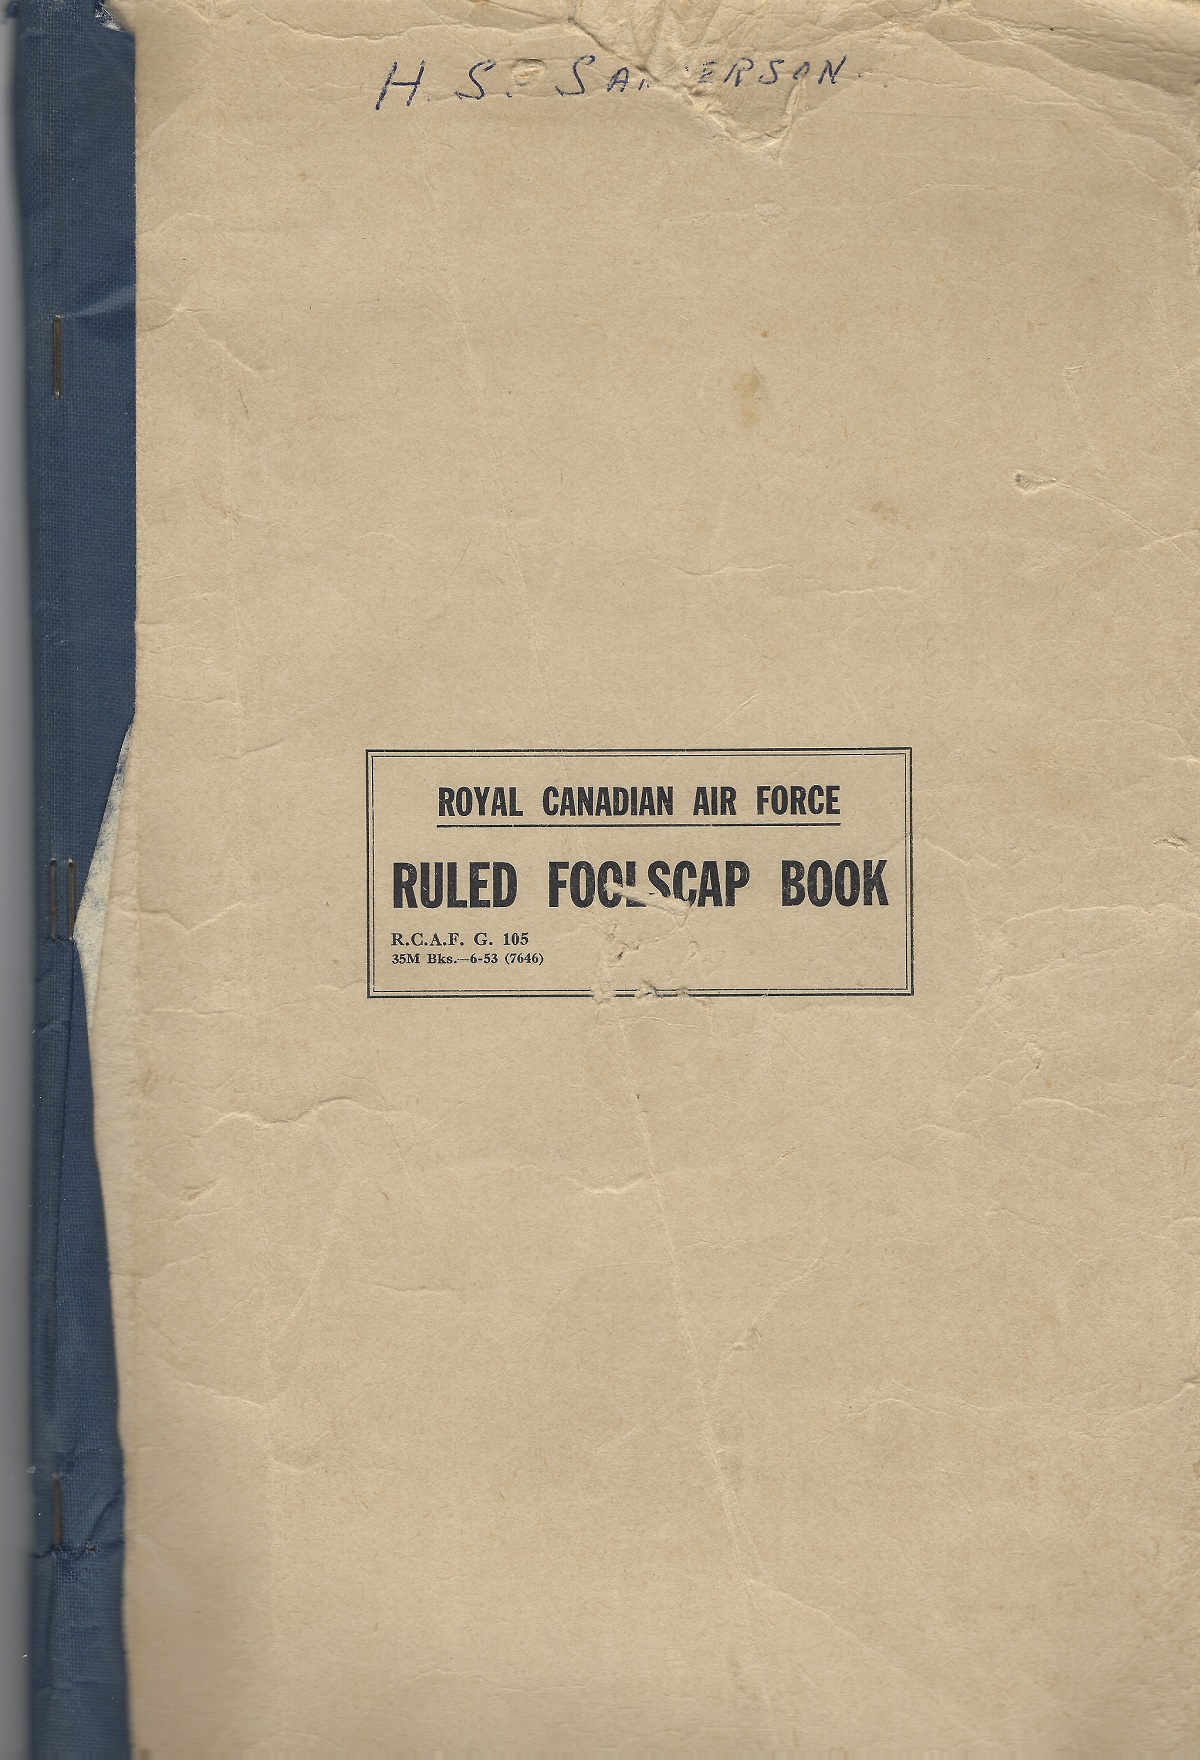 H. S. 
ROYAL CANADIAN AIR FORCE
RULED FOOLSCAP BOOK
R.C.A.F. G. 105
35M Bks.—6-53 (7646)